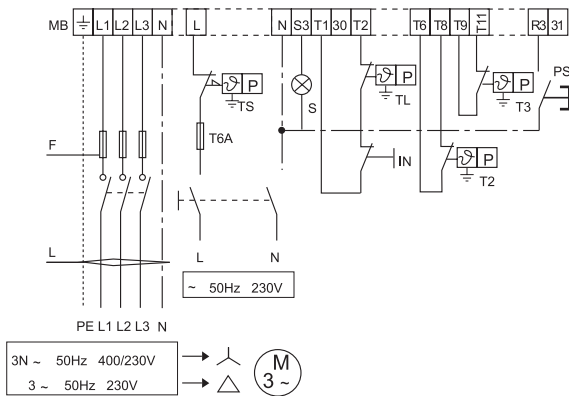 MB L1 L2 L3 N L N S3 T1 30 T2 T6 T8 T9 T11 R3 31
ϑ P
TS
ϑ P
TL
ϑ P
T3
PS
S
T6A
F
IN
ϑ P
T2
L
L N
~ 50Hz 230V
PE L1 L2 L3 N
3N ~ 50Hz 400/230V
3 ~ 50Hz 230V
M
3 ~